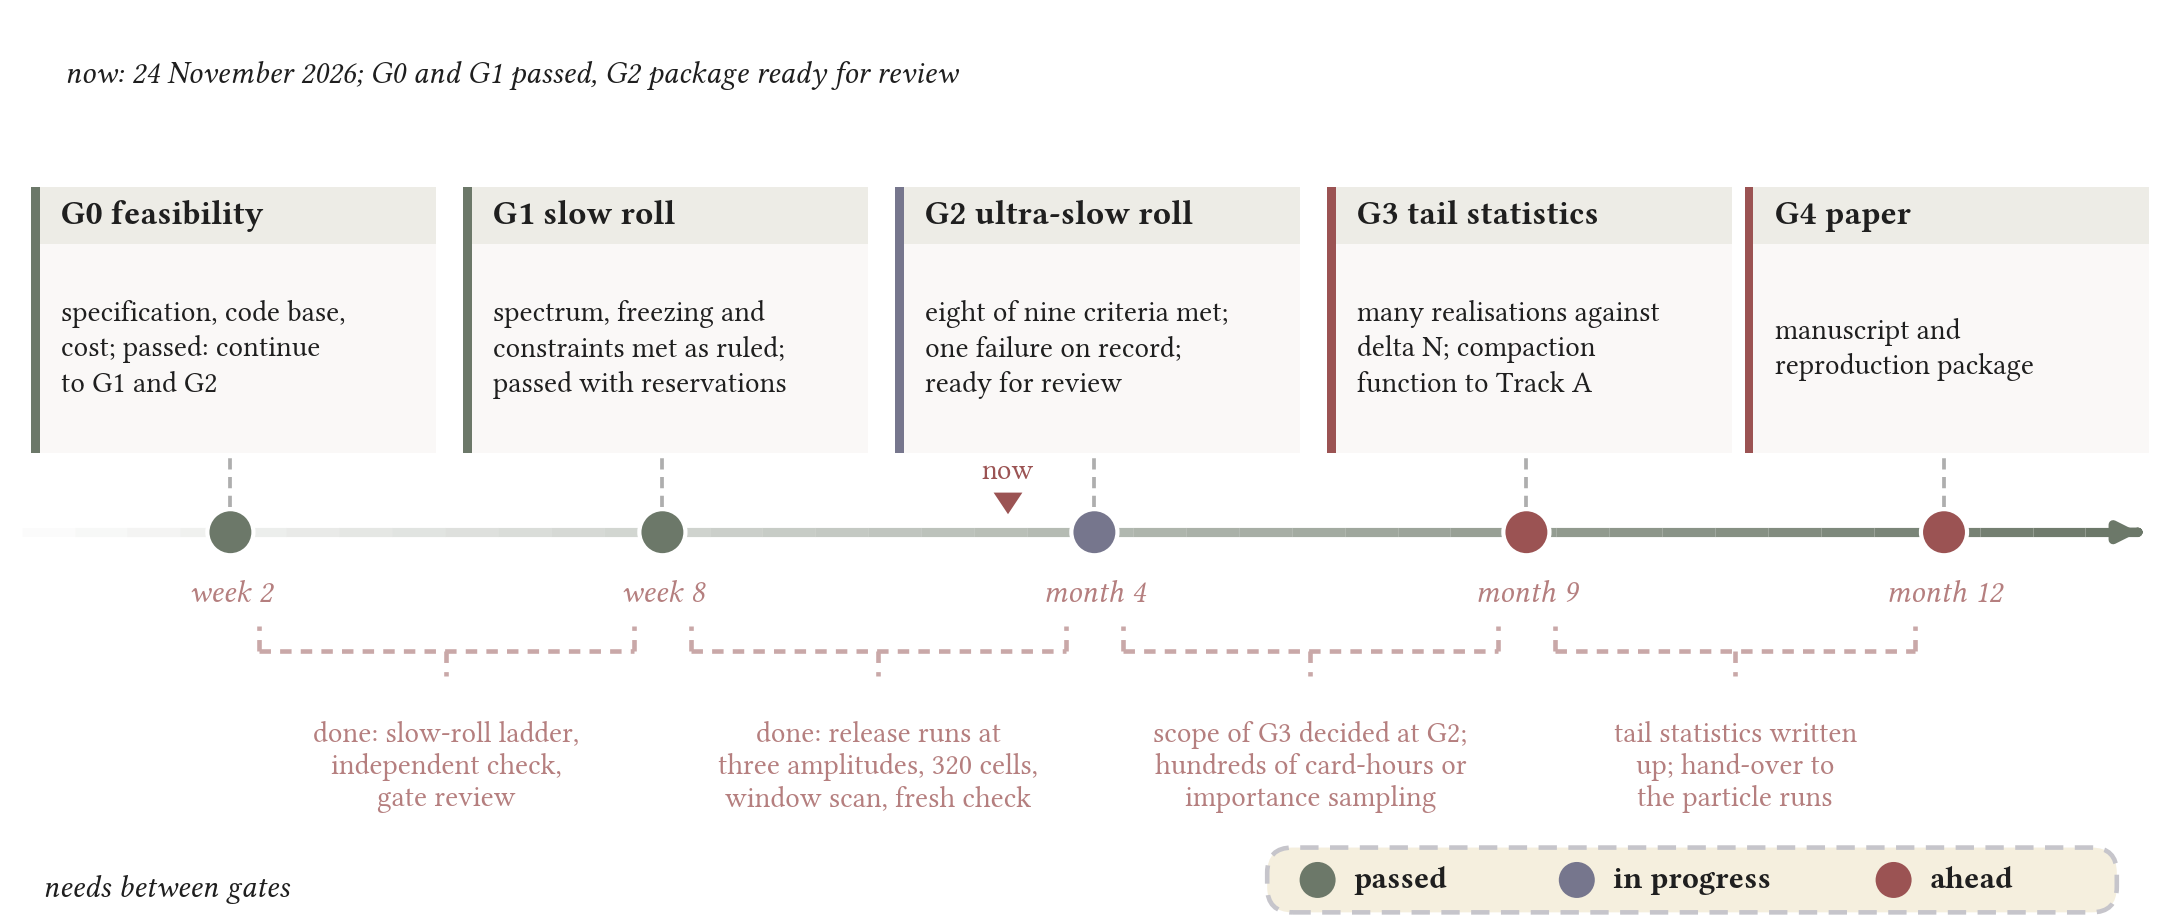 now: 24 November 2026; G0 and G1 passed, G2 package ready for review
G0 feasibility
specification, code base,
cost; passed: continue
to G1 and G2
G1 slow roll
spectrum, freezing and
constraints met as ruled;
passed with reservations
G2 ultra-slow roll
eight of nine criteria met;
one failure on record;
ready for review
G3 tail statistics
many realisations against
delta N; compaction
function to Track A
G4 paper
manuscript and
reproduction package
now
week 2
week 8
month 4
month 9
month 12
done: slow-roll ladder,
independent check,
gate review
done: release runs at
three amplitudes, 320 cells,
window scan, fresh check
scope of G3 decided at G2;
hundreds of card-hours or
importance sampling
tail statistics written
up; hand-over to
the particle runs
needs between gates
passed
in progress
ahead